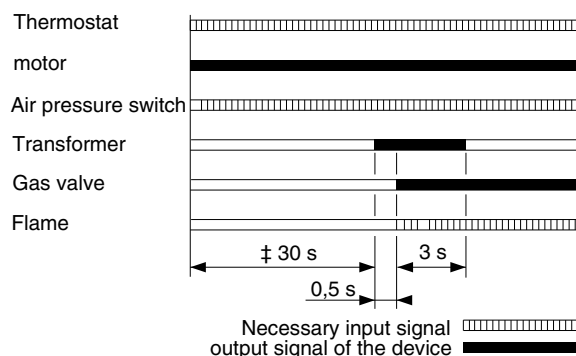 Thermostat
motor
Air pressure switch
Transformer
Gas valve
Flame
‡ 30 s
3 s
0,5 s
Necessary input signal
output signal of the device